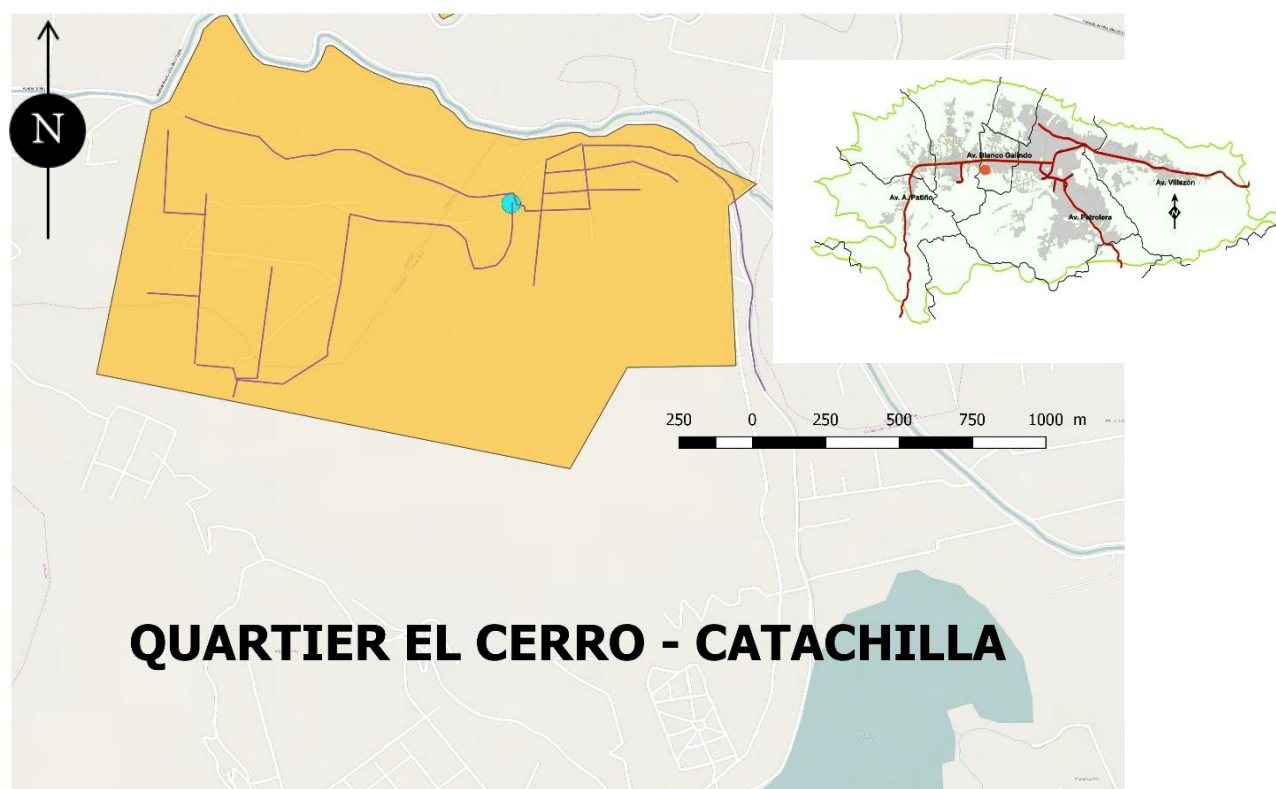 N
Av. Blanco Galindo
Av. Villazón
Av. A. Patiño
Av. Petrolera
N
250 0 250 500 750 1000 m
QUARTIER EL CERRO - CATACHILLA